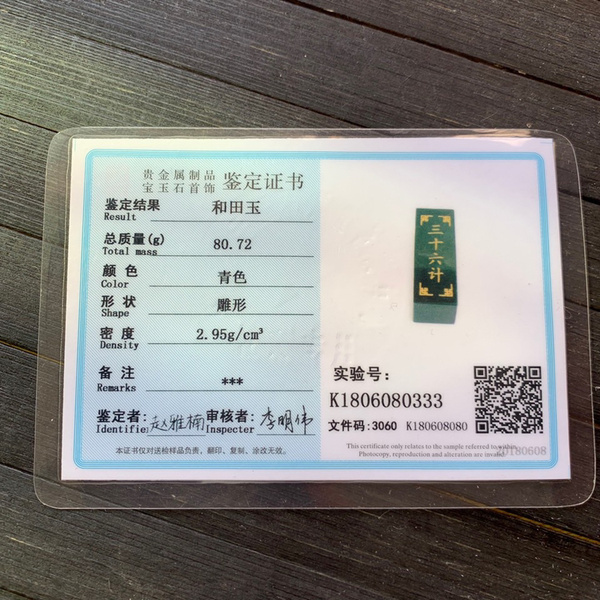 贵金属制品
宝玉石首饰
鉴定证书
鉴定结果 和田玉
Result
总质量(g) 80.72
Total mass
颜色 青色
Color
形状 雕形
Shape
密度 2.95g/cm³
Density
备注 ***
Remarks
鉴定者: 赵雅楠 审核者: 李明伟
Identifie Inspecter
本证书仅对送检样品负责，翻印、复制、涂改无效。
三十六计
实验号:
K1806080333
文件码:3060 K180608080
This certificate only relates to the sample referred to within.
Photocopy, reproduction and alteration are invalid
20180608